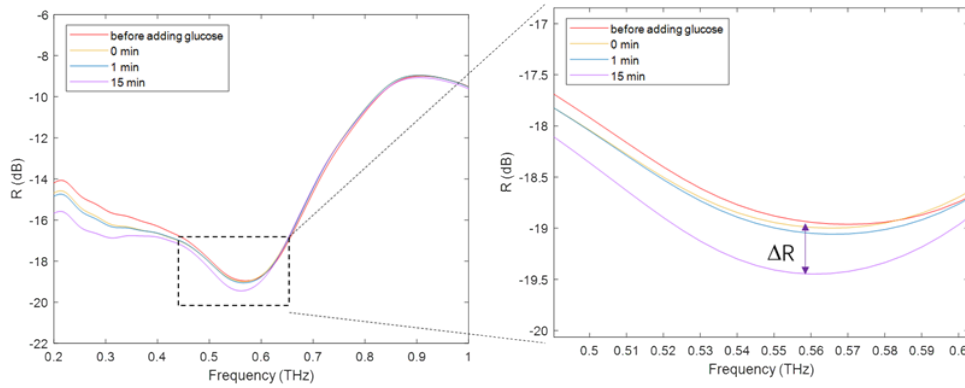 -6
-8
-10
-12
-14
-16
-18
-20
-22
R (dB)
before adding glucose
0 min
1 min
15 min
0.2 0.3 0.4 0.5 0.6 0.7 0.8 0.9 1
Frequency (THz)
-17
-17.5
-18
-18.5
-19
-19.5
-20
R (dB)
before adding glucose
0 min
1 min
15 min
ΔR
0.5 0.51 0.52 0.53 0.54 0.55 0.56 0.57 0.58 0.59 0.6
Frequency (THz)